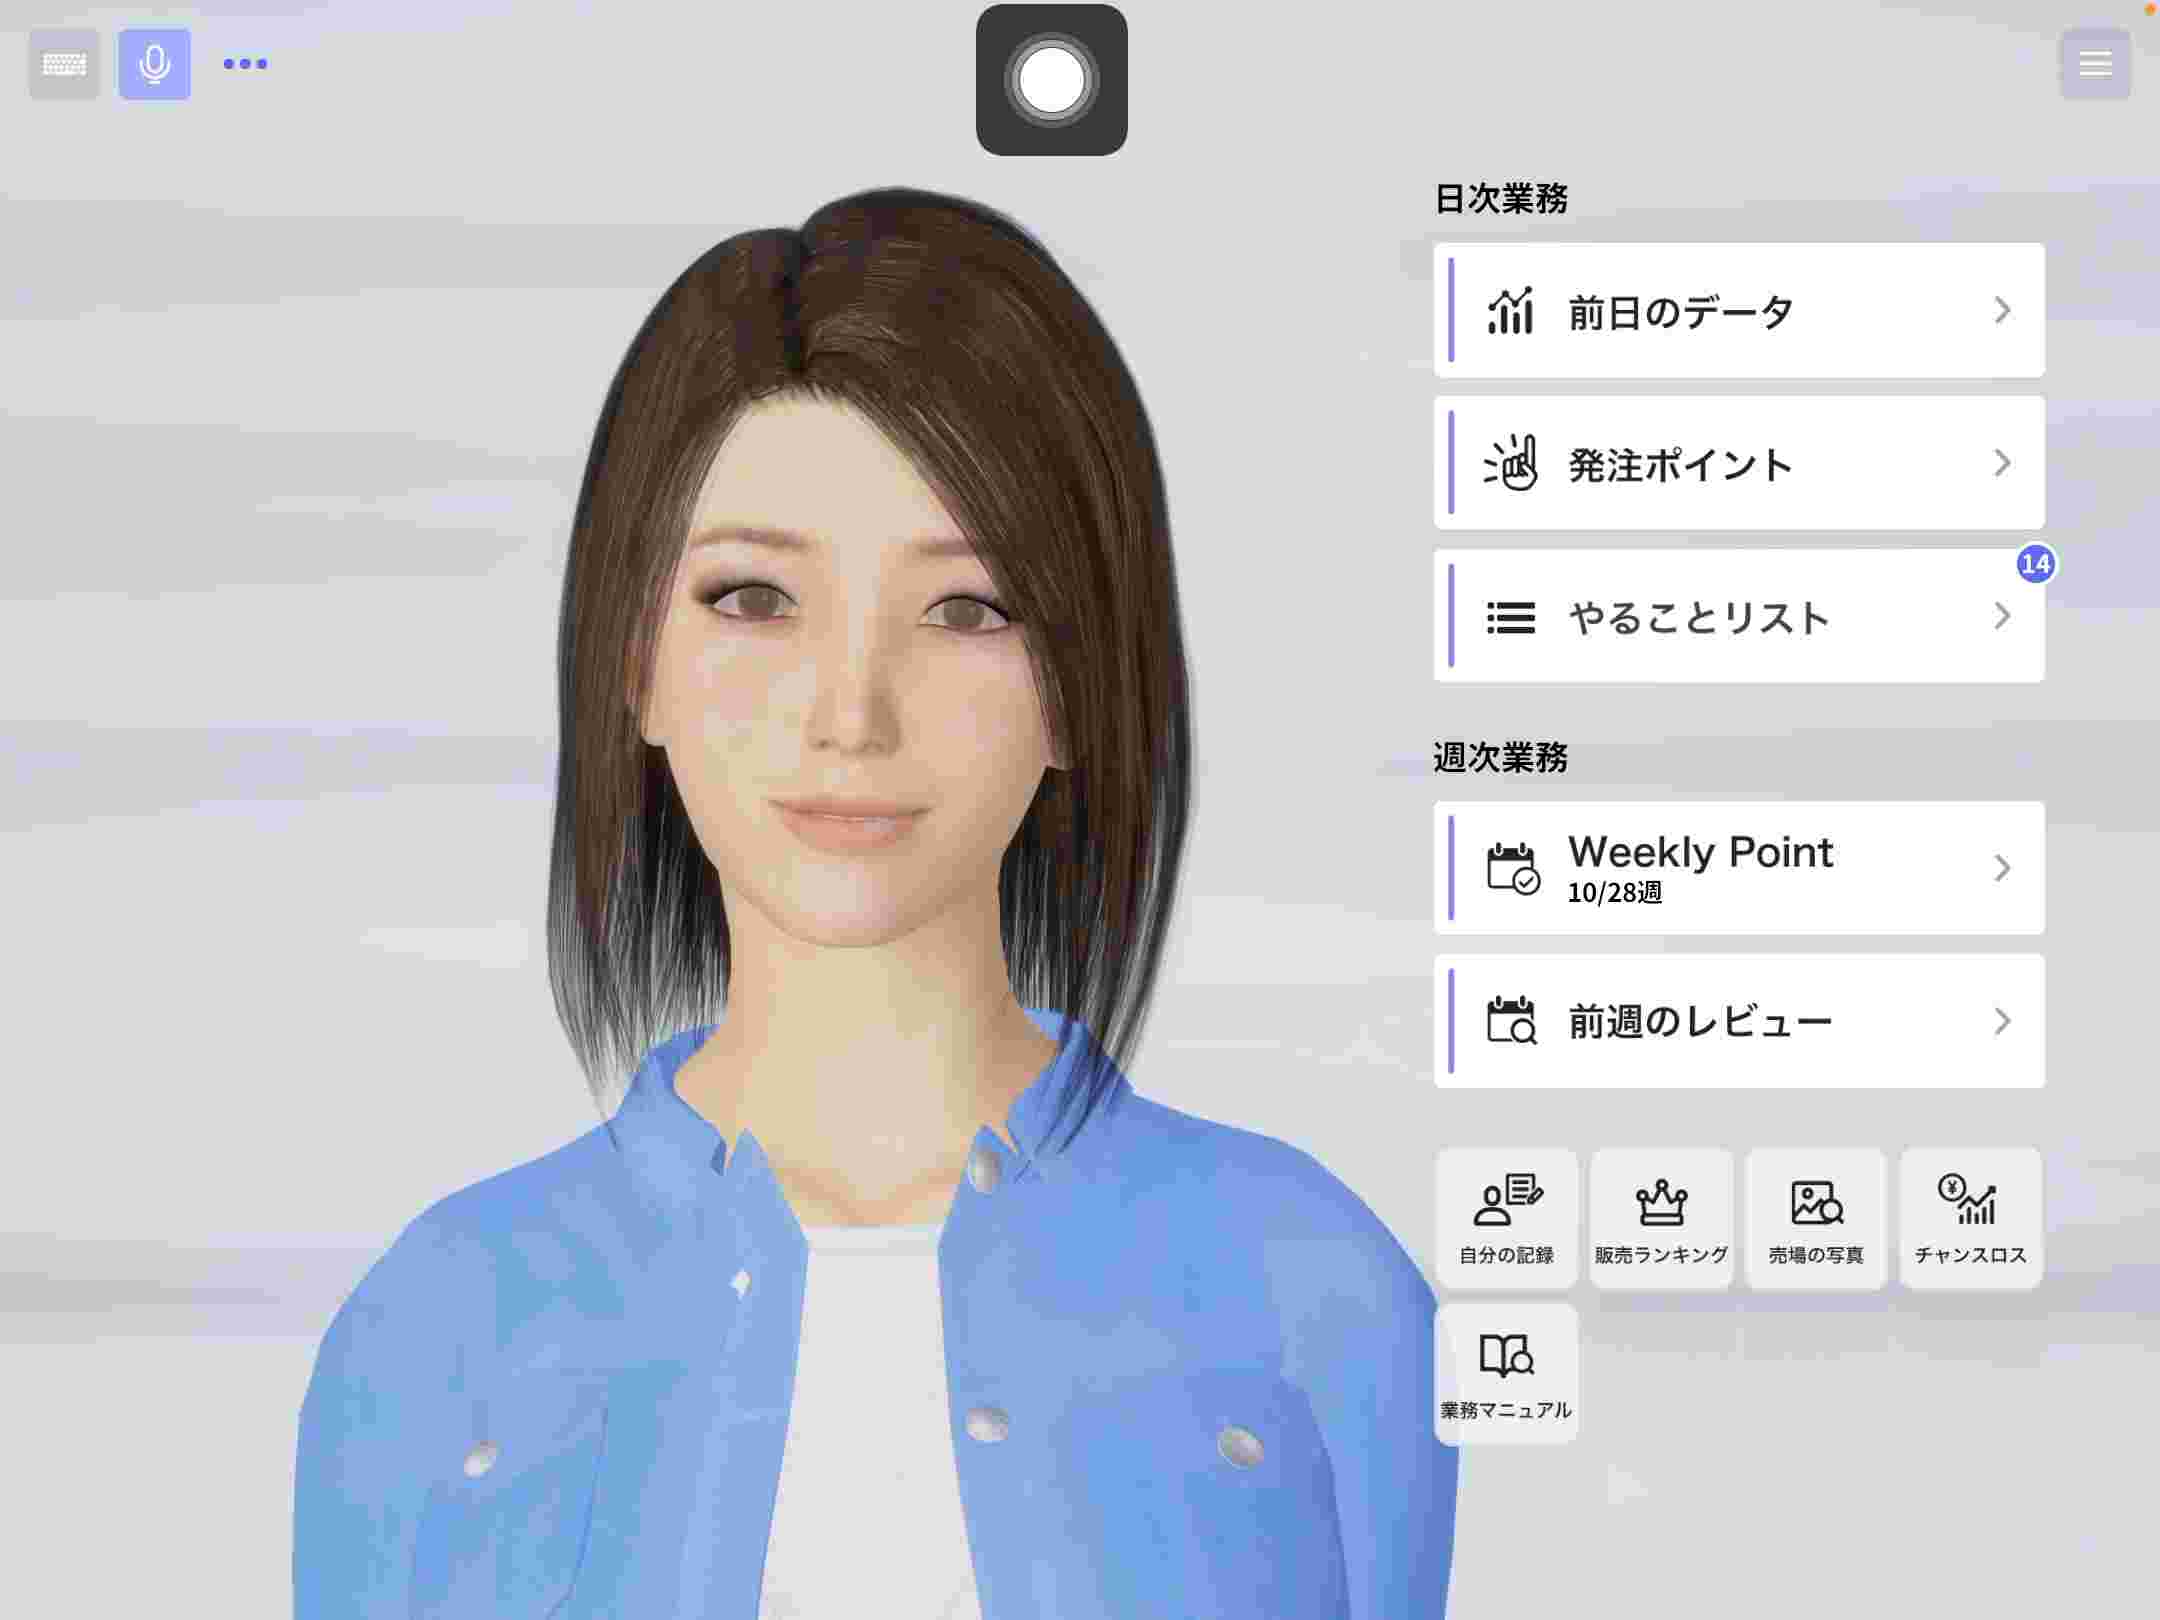 日次業務
前日のデータ
発注ポイント
14
やることリスト
週次業務
Weekly Point
10/28週
前週のレビュー
自分の記録
販売ランキング
売場の写真
チャンスロス
業務マニュアル